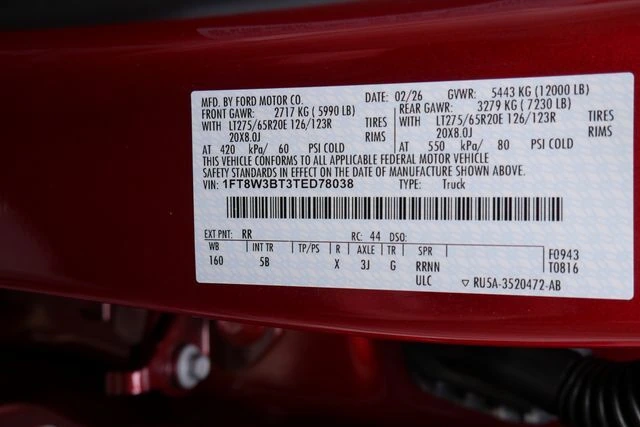 MFD. BY FORD MOTOR CO. DATE: 02/26 GVWR: 5443 KG (12000 LB)
FRONT GAWR: 2717 KG ( 5990 LB) REAR GAWR: 3279 KG ( 7230 LB)
WITH LT275/65R20E 126/123R TIRES WITH LT275/65R20E 126/123R TIRES
20X8.0J RIMS 20X8.0J RIMS
AT 420 kPa/ 60 PSI COLD AT 550 kPa/ 80 PSI COLD
THIS VEHICLE CONFORMS TO ALL APPLICABLE FEDERAL MOTOR VEHICLE
SAFETY STANDARDS IN EFFECT ON THE DATE OF MANUFACTURE SHOWN ABOVE.
VIN: 1FT8W3BT3TED78038 TYPE: Truck
EXT PNT: RR RC: 44 DSO:
WB INT TR TP/PS R AXLE TR SPR F0943
160 5B X 3J G RRNN T0816
ULC ▽ RU5A-3520472-AB